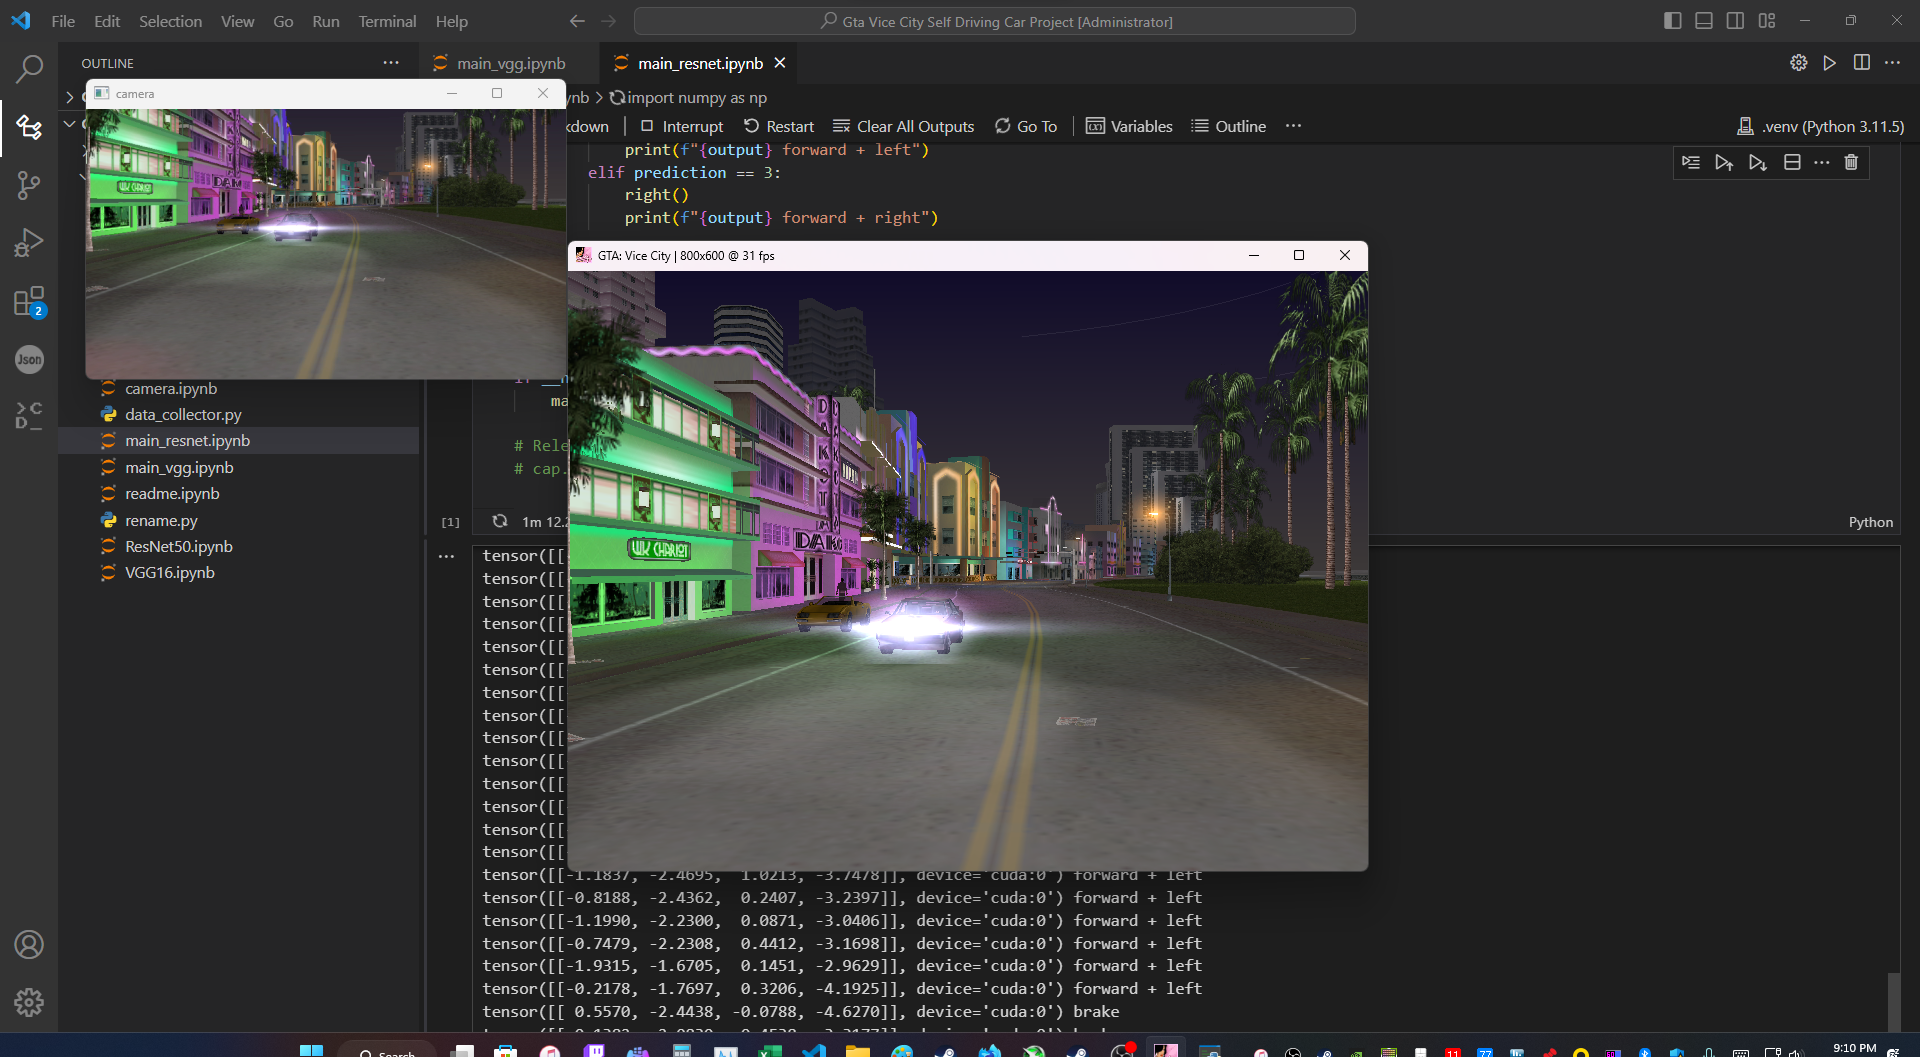 File Edit Selection View Go Run Terminal Help
Gta Vice City Self Driving Car Project [Administrator]
OUTLINE
main_vgg.ipynb
main_resnet.ipynb
camera
ynb > import numpy as np
kdown
Interrupt Restart Clear All Outputs Go To Variables Outline
.venv (Python 3.11.5)
print(f"{output} forward + left")
elif prediction == 3:
right()
print(f"{output} forward + right")
WK CHARIOT
GTA: Vice City | 800x600 @ 31 fps
2
Json
camera.ipynb
data_collector.py
main_resnet.ipynb
main_vgg.ipynb
readme.ipynb
rename.py
ResNet50.ipynb
VGG16.ipynb
if __n
ma
# Rele
# cap.
[1]
1m 12.2
Python
WK CHARIOT
DAK
tensor([[
tensor([[
tensor([[
tensor([[
tensor([[
tensor([[
tensor([[
tensor([[
tensor([[
tensor([[
tensor([[
tensor([[
tensor([[
tensor([[
tensor([[-1.1837, -2.4695, 1.0213, -3.7478]], device='cuda:0') forward + left
tensor([[-0.8188, -2.4362, 0.2407, -3.2397]], device='cuda:0') forward + left
tensor([[-1.1990, -2.2300, 0.0871, -3.0406]], device='cuda:0') forward + left
tensor([[-0.7479, -2.2308, 0.4412, -3.1698]], device='cuda:0') forward + left
tensor([[-1.9315, -1.6705, 0.1451, -2.9629]], device='cuda:0') forward + left
tensor([[-0.2178, -1.7697, 0.3206, -4.1925]], device='cuda:0') forward + left
tensor([[ 0.5570, -2.4438, -0.0788, -4.6270]], device='cuda:0') brake
Search
9:10 PM